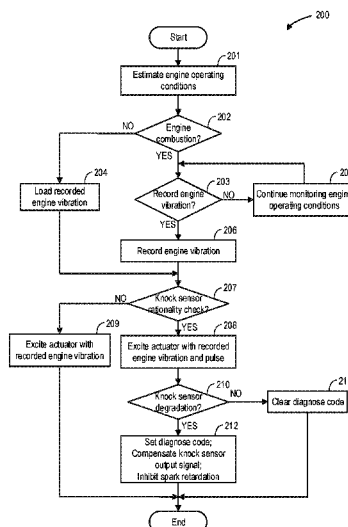 200
Start
201
Estimate engine operating
conditions
202
Engine
combustion?
NO
YES
204
Load recorded
engine vibration
203
Record engine
vibration?
NO
20
Continue monitoring engine
operating conditions
YES
206
Record engine vibration
207
Knock sensor
rationality check?
NO
YES
209
Excite actuator with
recorded engine vibration
208
Excite actuator with recorded
engine vibration and pulse
210
Knock sensor
degradation?
NO
21
Clear diagnose code
YES
212
Set diagnose code;
Compensate knock sensor
output signal;
Inhibit spark retardation
End